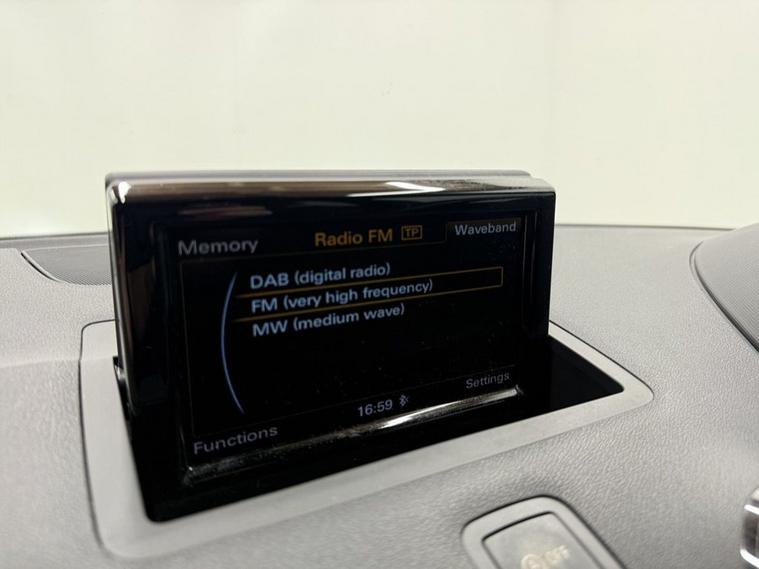 Memory
Radio FM TP
Waveband
DAB (digital radio)
FM (very high frequency)
MW (medium wave)
Settings
16:59
Functions
OFF